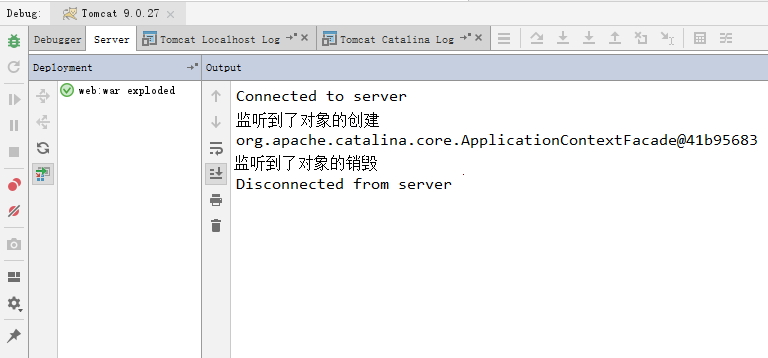 Debug: Tomcat 9.0.27
Debugger Server Tomcat Localhost Log Tomcat Catalina Log
Deployment Output
web:war exploded
Connected to server
监听到了对象的创建
org.apache.catalina.core.ApplicationContextFacade@41b95683
监听到了对象的销毁
Disconnected from server